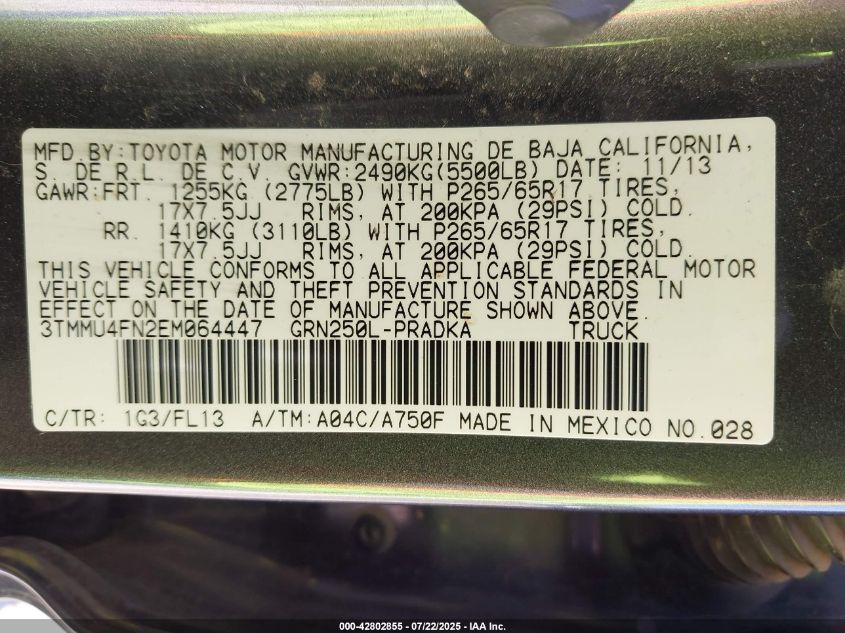 MFD.BY:TOYOTA MOTOR MANUFACTURING DE BAJA CALIFORNIA,
S. DE R.L. DE C.V. GVWR:2490KG(5500LB) DATE: 11/13
GAWR:FRT. 1255KG (2775LB) WITH P265/65R17 TIRES,
17X7.5JJ RIMS, AT 200KPA (29PSI) COLD.
RR. 1410KG (3110LB) WITH P265/65R17 TIRES,
17X7.5JJ RIMS, AT 200KPA (29PSI) COLD.
THIS VEHICLE CONFORMS TO ALL APPLICABLE FEDERAL MOTOR
VEHICLE SAFETY AND THEFT PREVENTION STANDARDS IN
EFFECT ON THE DATE OF MANUFACTURE SHOWN ABOVE.
3TMMU4FN2EM064447 GRN250L-PRADKA TRUCK
C/TR: 1G3/FL13 A/TM:A04C/A750F MADE IN MEXICO NO.028
000-42802855 - 07/22/2025 - IAA Inc.